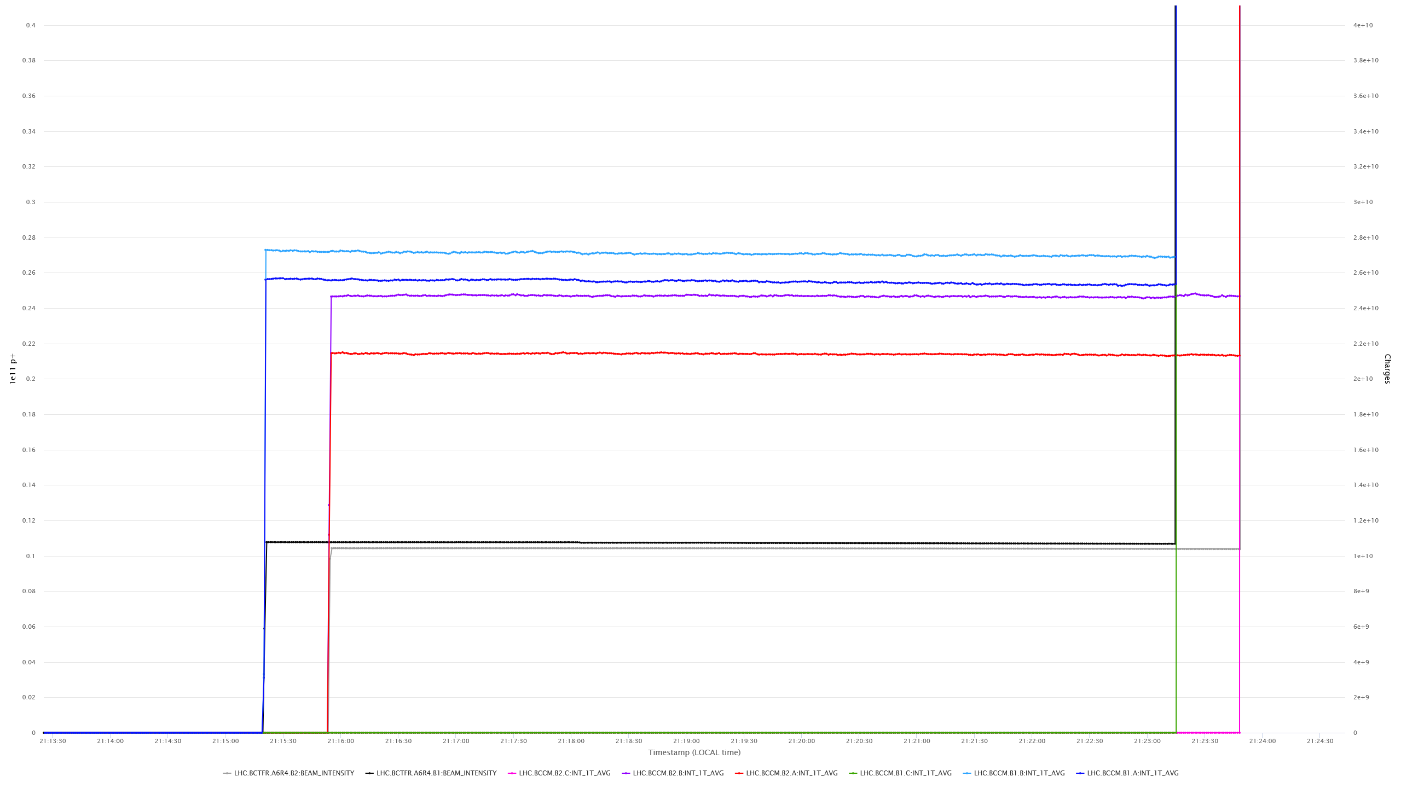 0.4
0.38
0.36
0.34
0.32
0.3
0.28
0.26
0.24
0.22
0.2
0.18
0.16
0.14
0.12
0.1
0.08
0.06
0.04
0.02
0
1e11 p+
4e+10
3.8e+10
3.6e+10
3.4e+10
3.2e+10
3e+10
2.8e+10
2.6e+10
2.4e+10
2.2e+10
2e+10
1.8e+10
1.6e+10
1.4e+10
1.2e+10
1e+10
8e+9
6e+9
4e+9
2e+9
0
Charges
21:13:30 21:14:00 21:14:30 21:15:00 21:15:30 21:16:00 21:16:30 21:17:00 21:17:30 21:18:00 21:18:30 21:19:00 21:19:30 21:20:00 21:20:30 21:21:00 21:21:30 21:22:00 21:22:30 21:23:00 21:23:30 21:24:00 21:24:30
Timestamp (LOCAL time)
LHC.BCTFR.A6R4.B2:BEAM_INTENSITY LHC.BCTFR.A6R4.B1:BEAM_INTENSITY LHC.BCCM.B2.C:INT_1T_AVG LHC.BCCM.B2.B:INT_1T_AVG LHC.BCCM.B2.A:INT_1T_AVG LHC.BCCM.B1.C:INT_1T_AVG LHC.BCCM.B1.B:INT_1T_AVG LHC.BCCM.B1.A:INT_1T_AVG